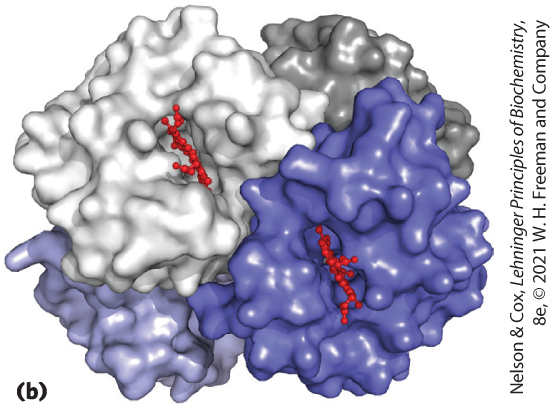 (b)
Nelson & Cox, Lehninger Principles of Biochemistry,
8e, © 2021 W. H. Freeman and Company